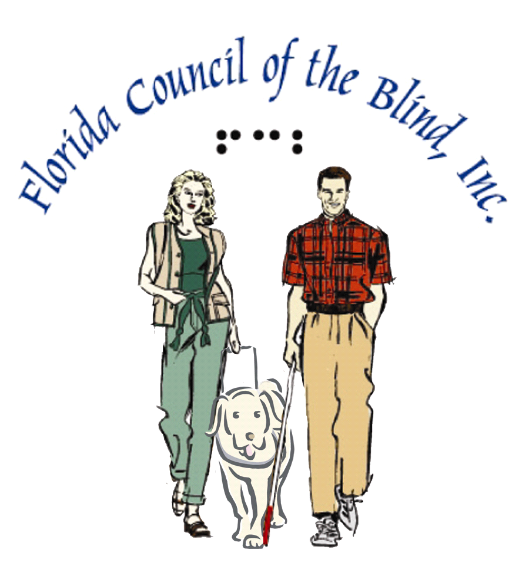 Florida Council of the Blind, Inc.
⠋⠉⠃